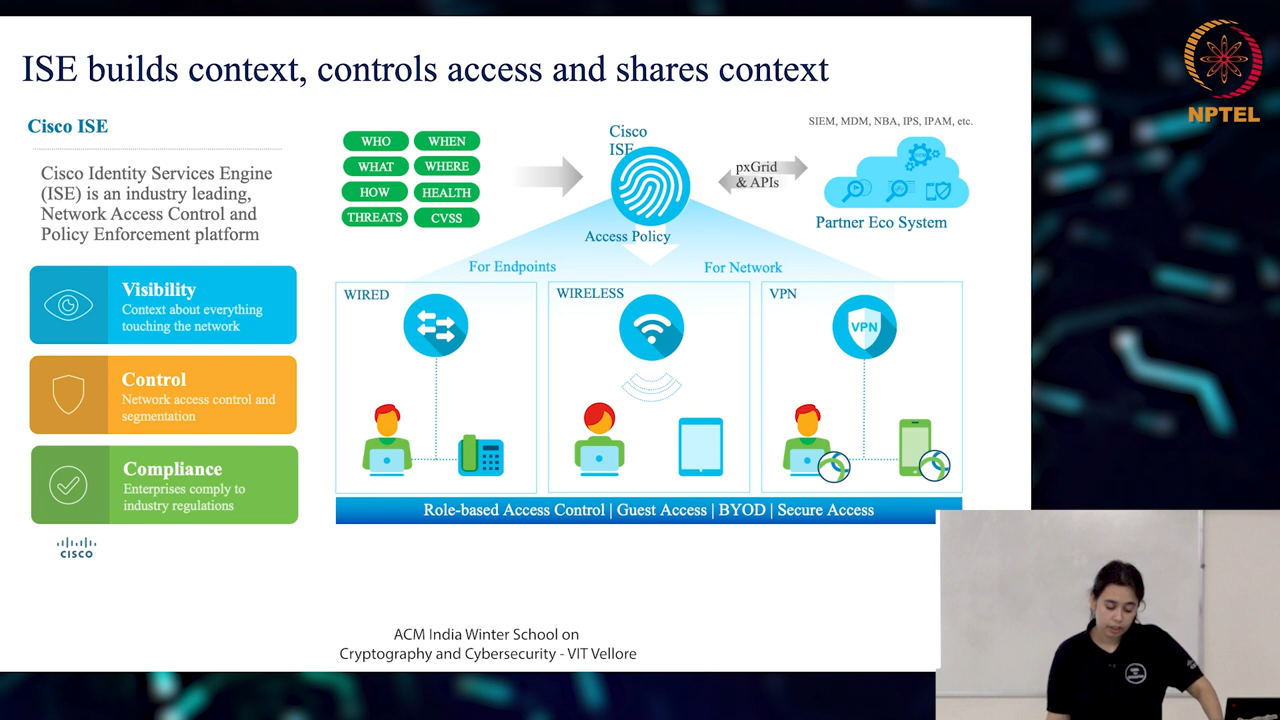 ISE builds context, controls access and shares context
NPTEL
Cisco ISE
Cisco Identity Services Engine
(ISE) is an industry leading,
Network Access Control and
Policy Enforcement platform
Visibility
Context about everything
touching the network
Control
Network access control and
segmentation
Compliance
Enterprises comply to
industry regulations
CISCO
WHO
WHEN
WHAT
WHERE
HOW
HEALTH
THREATS
CVSS
Cisco
ISE
Access Policy
pxGrid
& APIs
SIEM, MDM, NBA, IPS, IPAM, etc.
Partner Eco System
For Endpoints
For Network
WIRED
WIRELESS
VPN
VPN
Role-based Access Control | Guest Access | BYOD | Secure Access
ACM India Winter School on
Cryptography and Cybersecurity - VIT Vellore